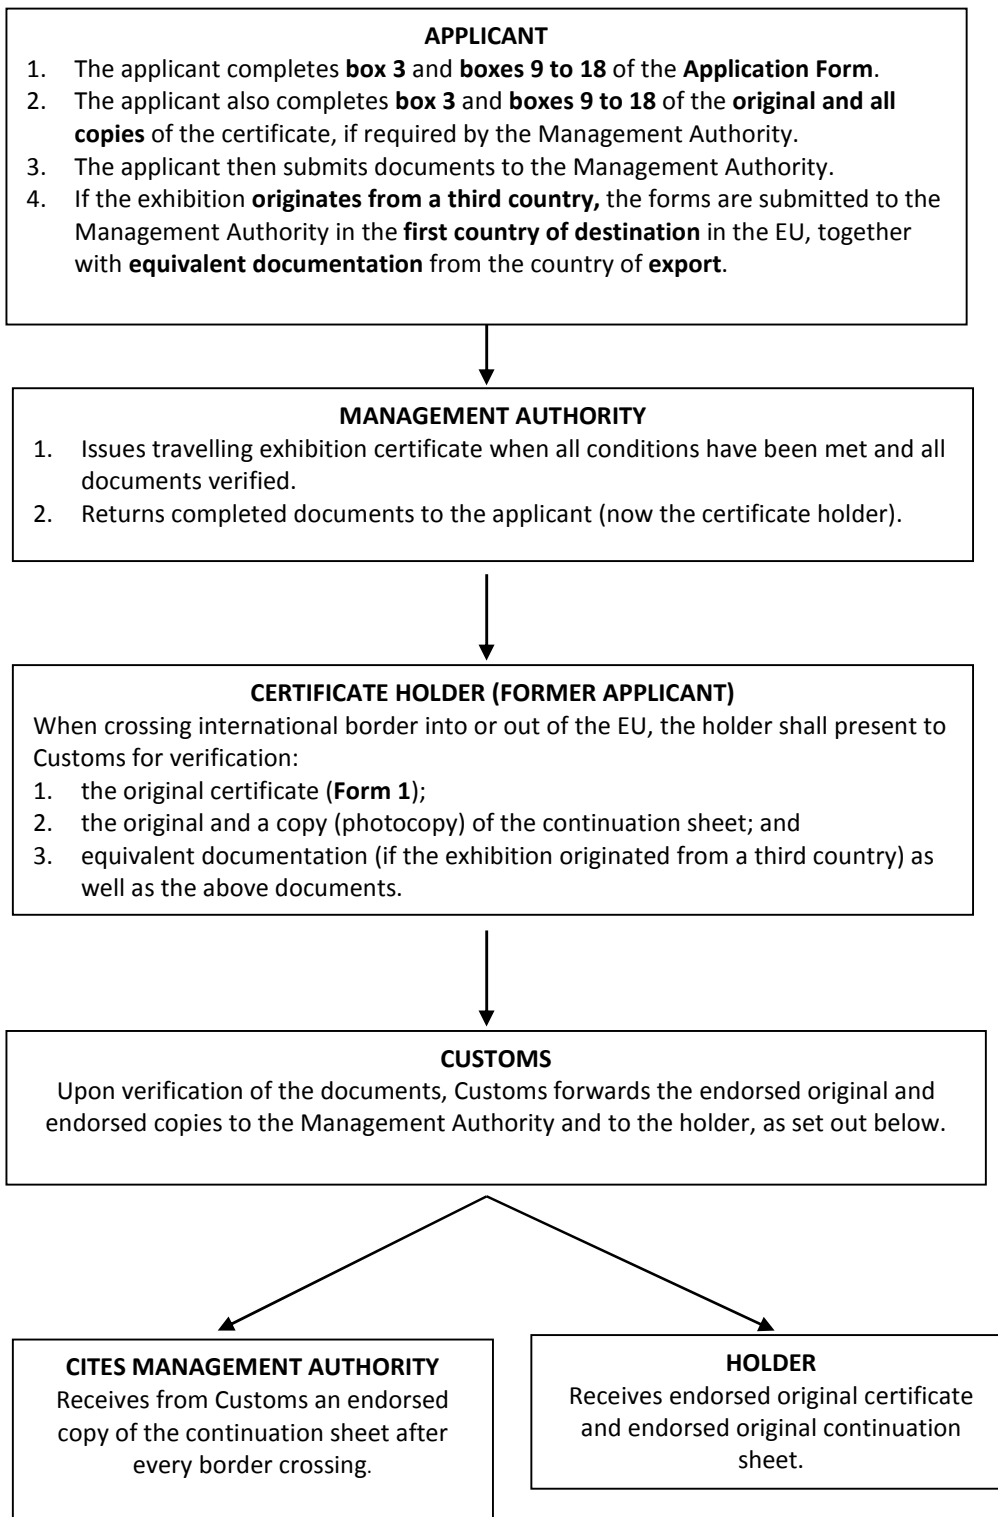 APPLICANT
1. The applicant completes box 3 and boxes 9 to 18 of the Application Form.
2. The applicant also completes box 3 and boxes 9 to 18 of the original and all
copies of the certificate, if required by the Management Authority.
3. The applicant then submits documents to the Management Authority.
4. If the exhibition originates from a third country, the forms are submitted to the
Management Authority in the first country of destination in the EU, together
with equivalent documentation from the country of export.
MANAGEMENT AUTHORITY
1. Issues travelling exhibition certificate when all conditions have been met and all
documents verified.
2. Returns completed documents to the applicant (now the certificate holder).
CERTIFICATE HOLDER (FORMER APPLICANT)
When crossing international border into or out of the EU, the holder shall present to
Customs for verification:
1. the original certificate (Form 1);
2. the original and a copy (photocopy) of the continuation sheet; and
3. equivalent documentation (if the exhibition originated from a third country) as
well as the above documents.
CUSTOMS
Upon verification of the documents, Customs forwards the endorsed original and
endorsed copies to the Management Authority and to the holder, as set out below.
CITES MANAGEMENT AUTHORITY
Receives from Customs an endorsed
copy of the continuation sheet after
every border crossing.
HOLDER
Receives endorsed original certificate
and endorsed original continuation
sheet.